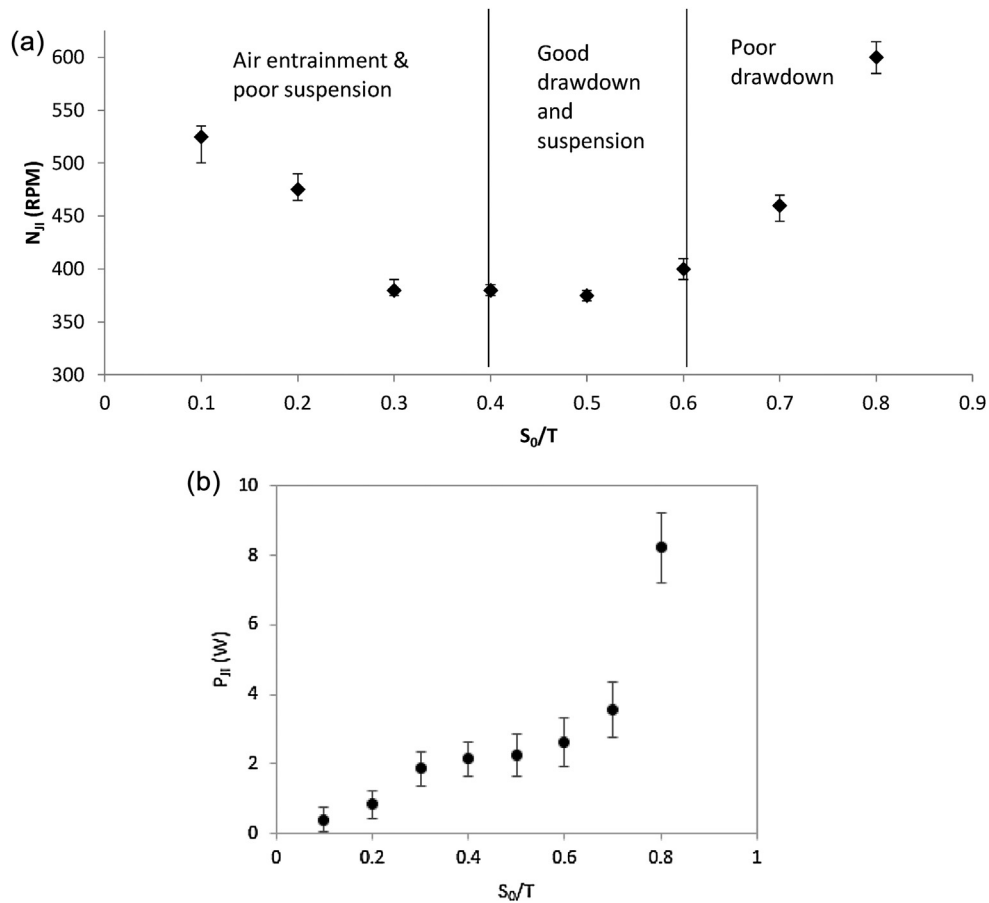 (a)
600
550
500
450
400
350
300
N_JI (RPM)
Air entrainment &
poor suspension
Good
drawdown
and
suspension
Poor
drawdown
0 0.1 0.2 0.3 0.4 0.5 0.6 0.7 0.8 0.9
S_0/T
(b)
10
8
6
4
2
0
P_JI (W)
0 0.2 0.4 0.6 0.8 1
S_0/T